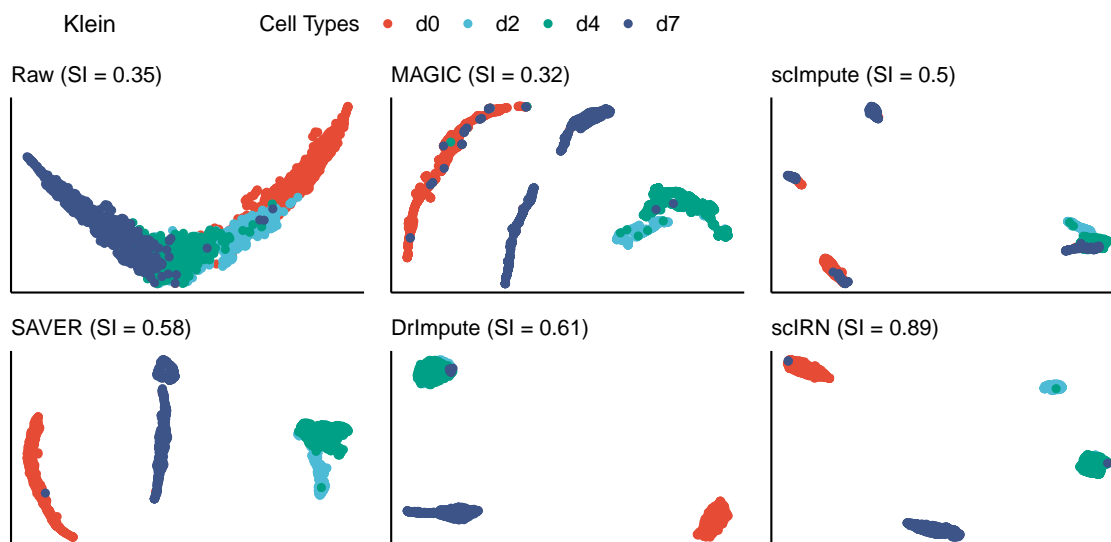 Klein Cell Types d0 d2 d4 d7
Raw (SI = 0.35) MAGIC (SI = 0.32) scImpute (SI = 0.5)
SAVER (SI = 0.58) DrImpute (SI = 0.61) scIRN (SI = 0.89)